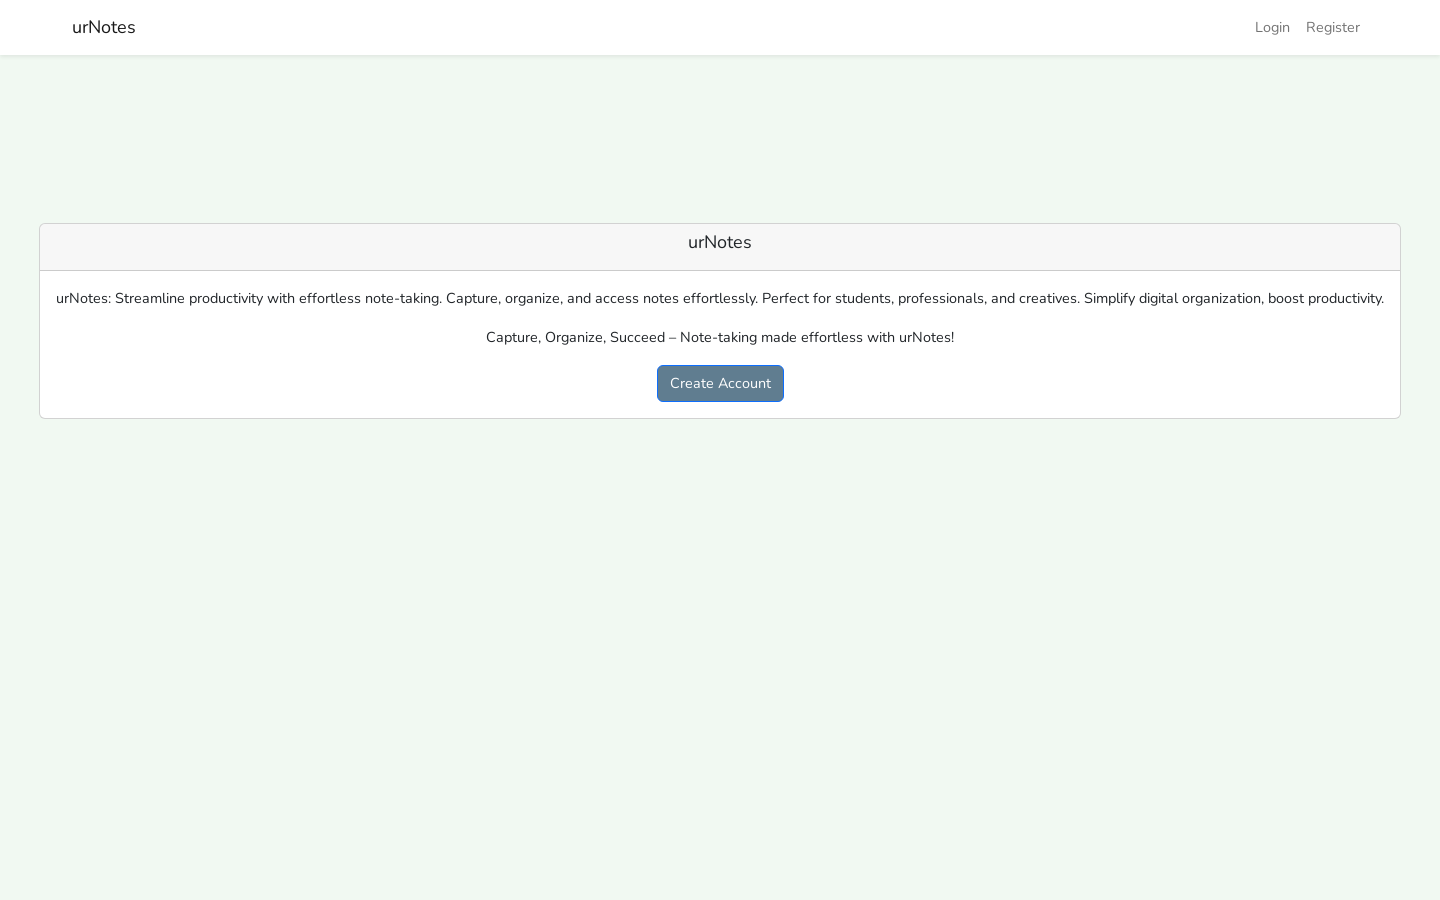 urNotes
Login
Register
urNotes
urNotes: Streamline productivity with effortless note-taking. Capture, organize, and access notes effortlessly. Perfect for students, professionals, and creatives. Simplify digital organization, boost productivity.
Capture, Organize, Succeed – Note-taking made effortless with urNotes!
Create Account